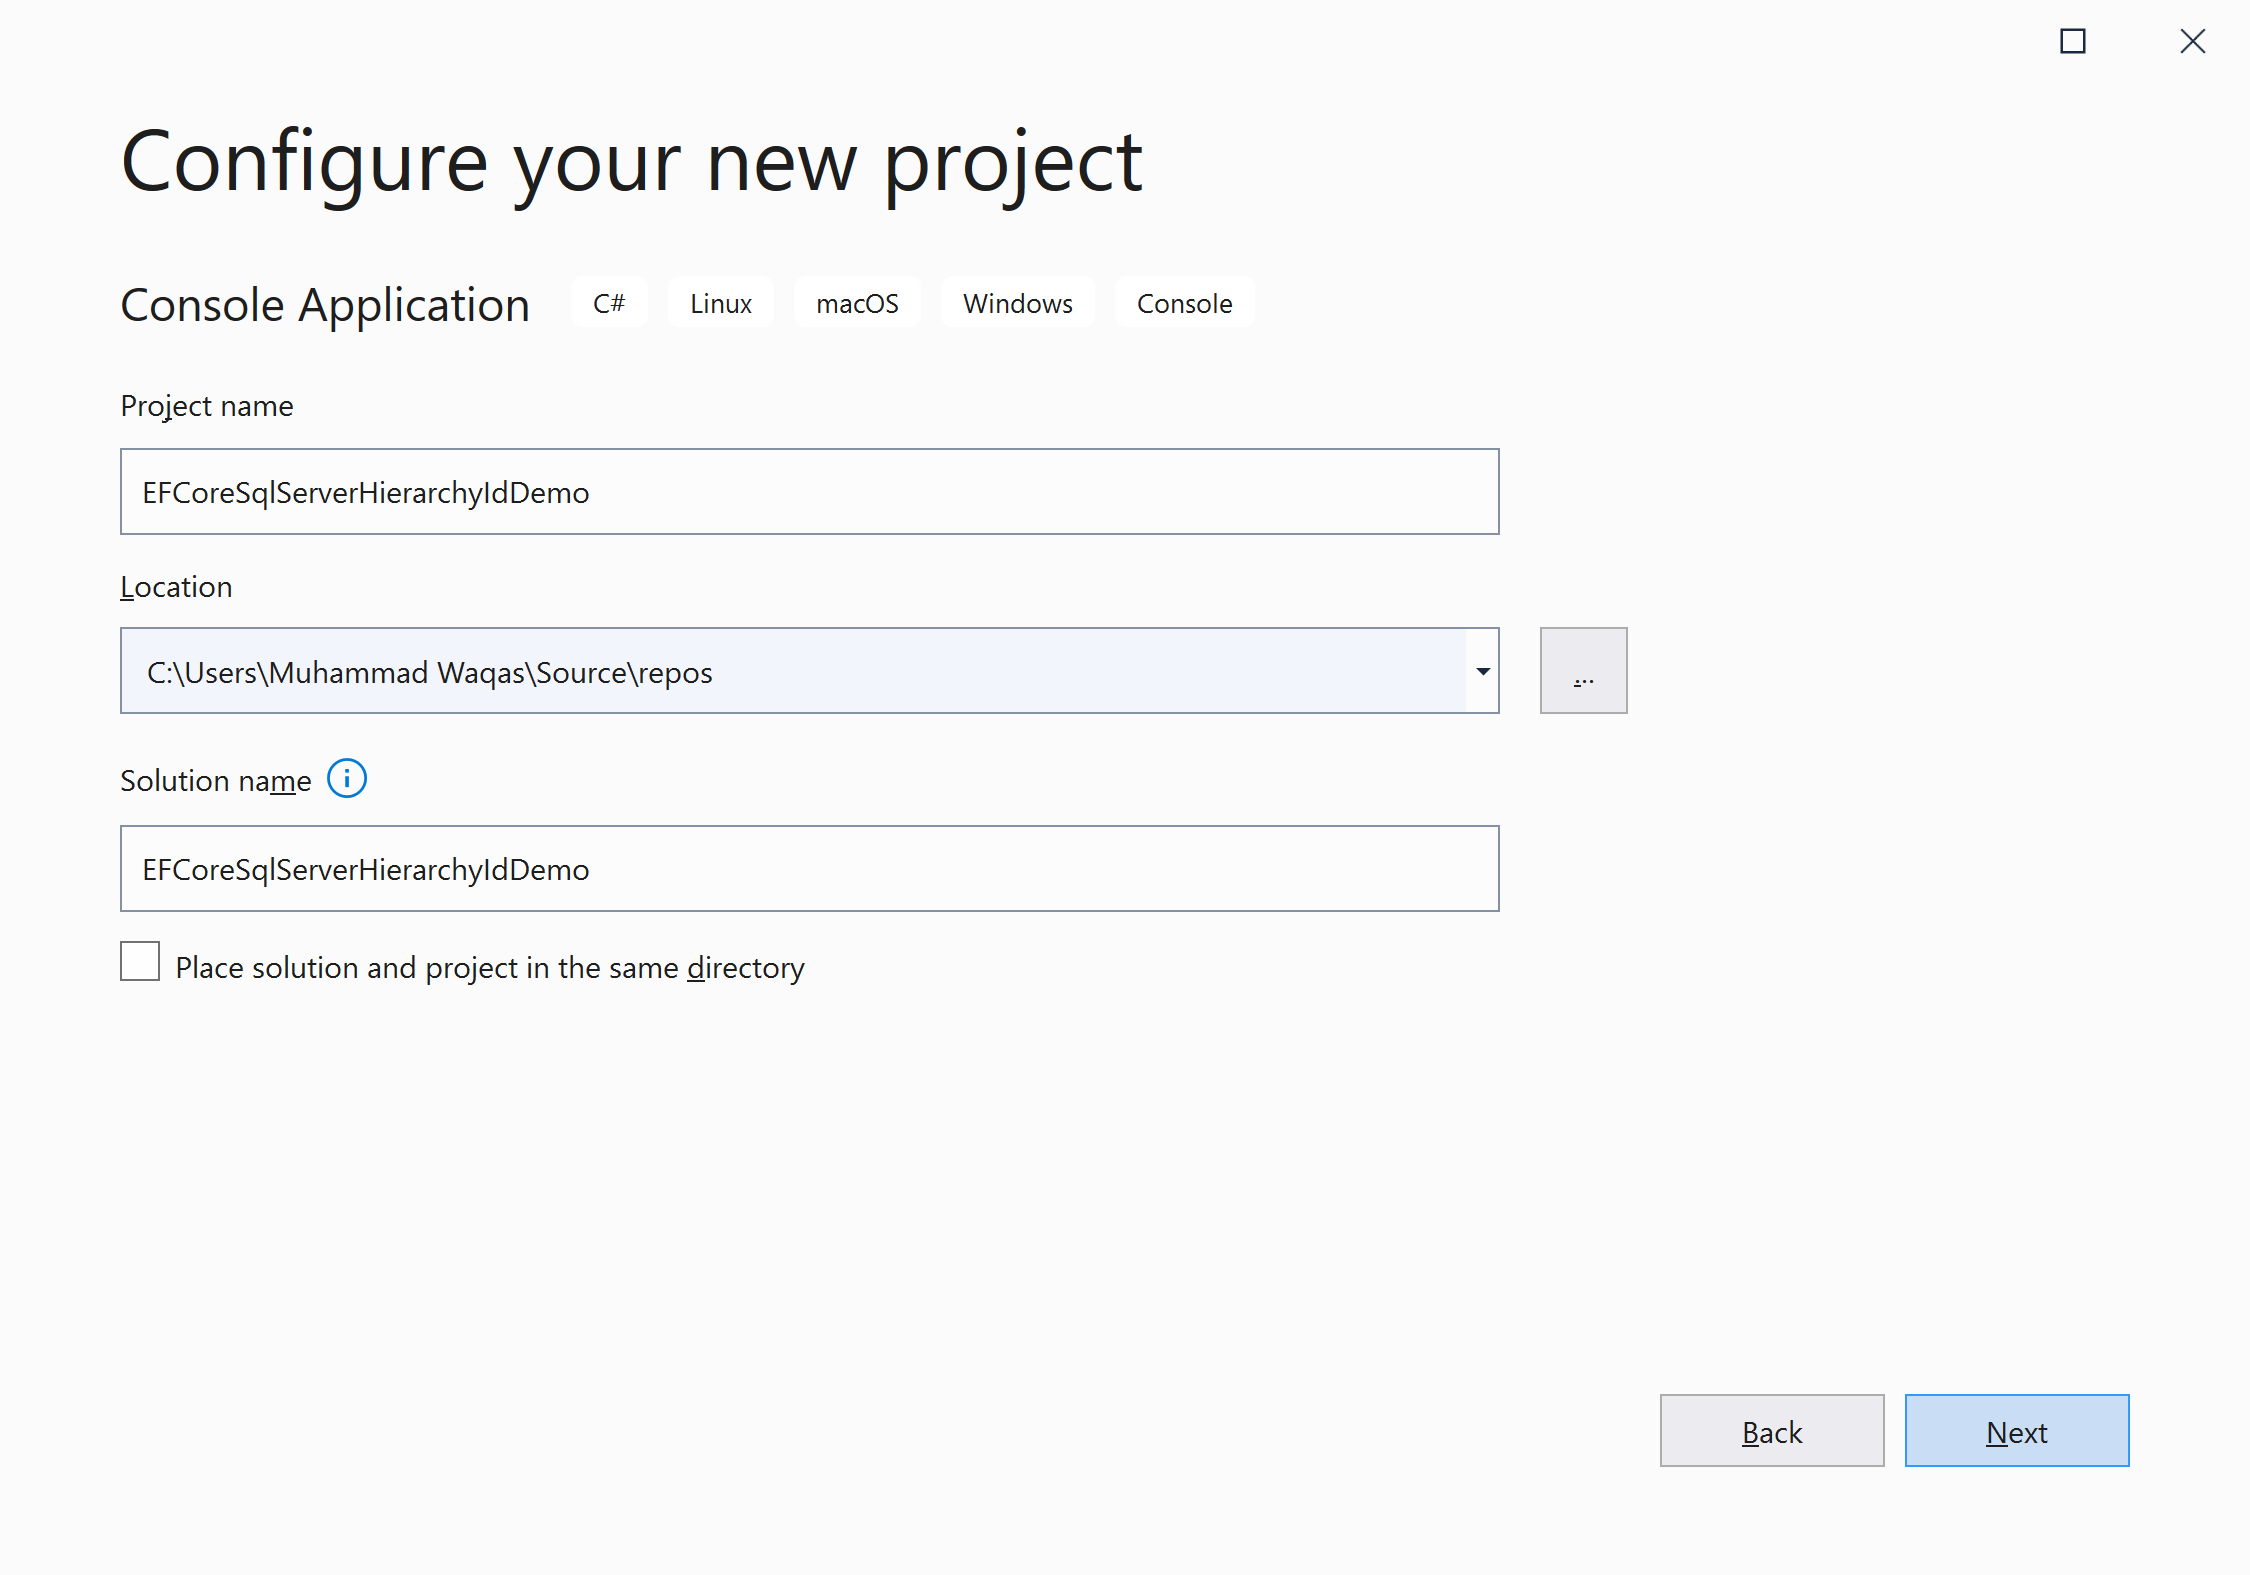 Configure your new project
Console Application C# Linux macOS Windows Console
Project name
EFCoreSqlServerHierarchyIdDemo
Location
C:\Users\Muhammad Waqas\Source\repos
...
Solution name
EFCoreSqlServerHierarchyIdDemo
Place solution and project in the same directory
Back Next